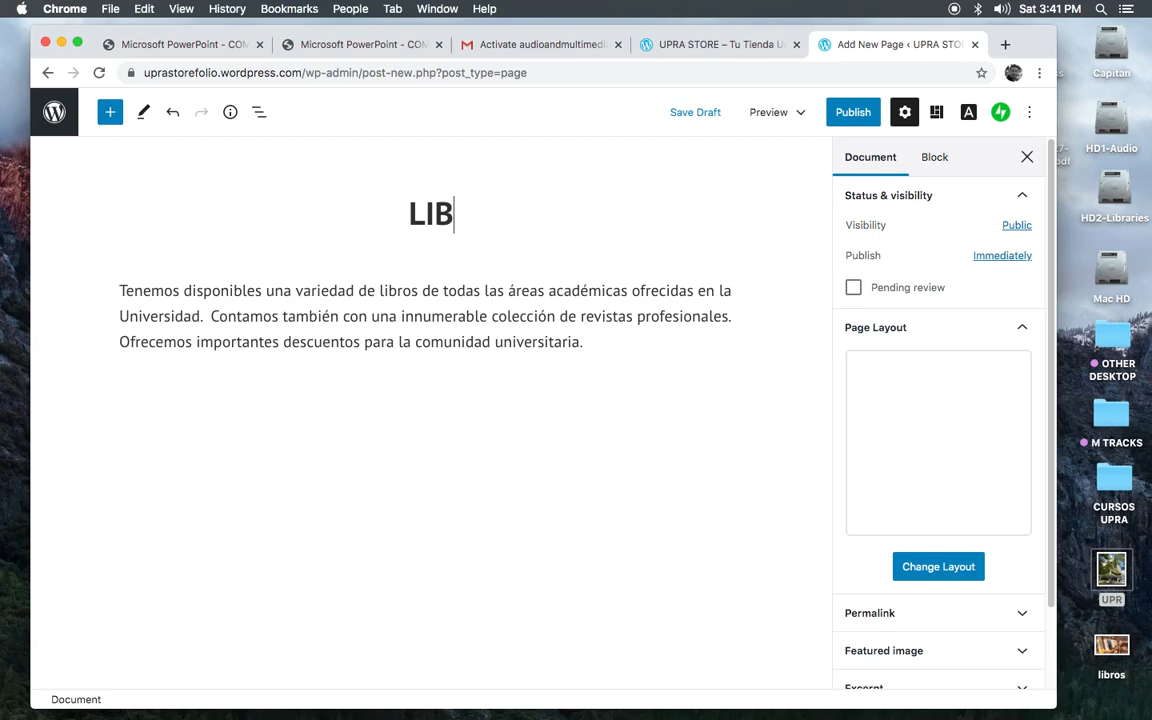 Chrome File Edit View History Bookmarks People Tab Window Help Sat 3:41 PM
Microsoft PowerPoint - COM
Microsoft PowerPoint - COM
Activate audioandmultimedi
UPRA STORE – Tu Tienda U
Add New Page ‹ UPRA STO
uprastorefolio.wordpress.com/wp-admin/post-new.php?post_type=page
Save Draft Preview Publish
LIB
Tenemos disponibles una variedad de libros de todas las áreas académicas ofrecidas en la
Universidad. Contamos también con una innumerable colección de revistas profesionales.
Ofrecemos importantes descuentos para la comunidad universitaria.
Document Block
Status & visibility
Visibility Public
Publish Immediately
Pending review
Page Layout
Change Layout
Permalink
Featured image
Excerpt
Document
Capitan
HD1-Audio
HD2-Libraries
Mac HD
OTHER
DESKTOP
M TRACKS
CURSOS
UPRA
UPR
libros